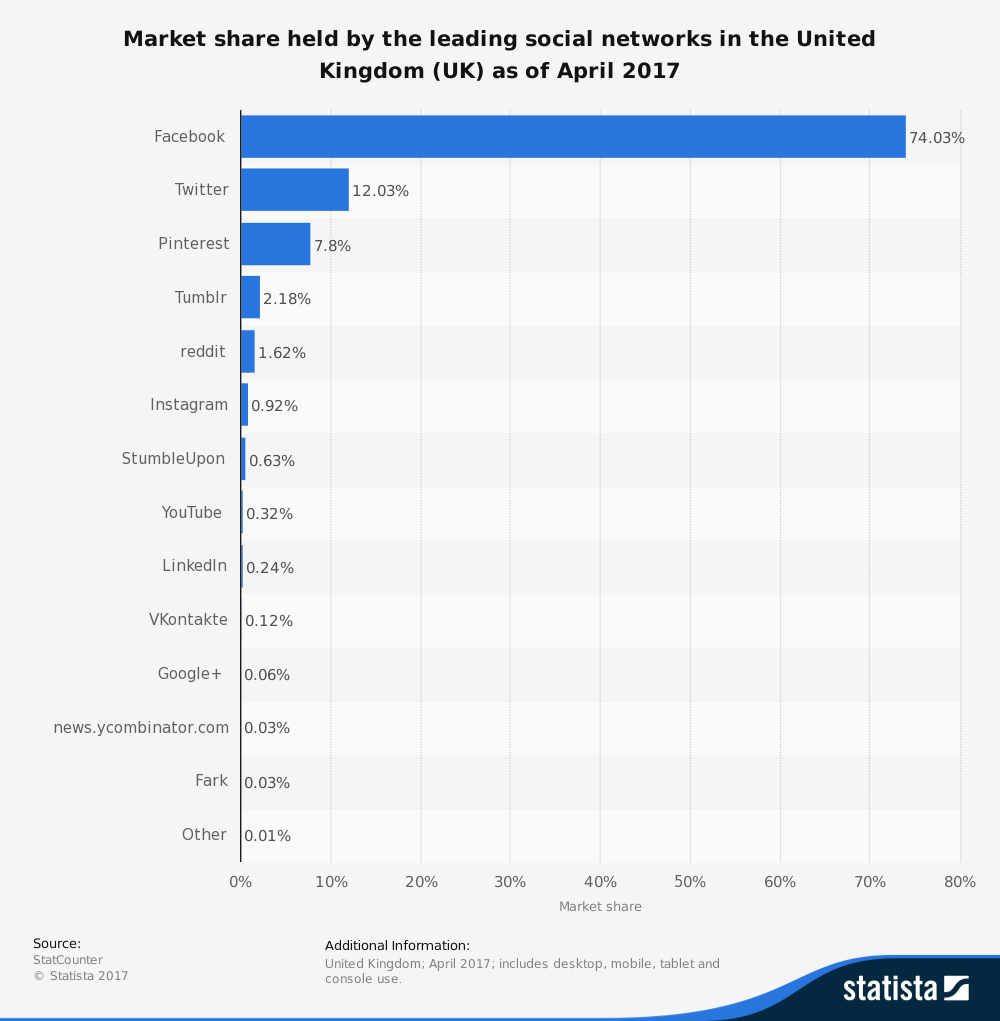 Market share held by the leading social networks in the United
Kingdom (UK) as of April 2017
Facebook 74.03%
Twitter 12.03%
Pinterest 7.8%
Tumblr 2.18%
reddit 1.62%
Instagram 0.92%
StumbleUpon 0.63%
YouTube 0.32%
LinkedIn 0.24%
VKontakte 0.12%
Google+ 0.06%
news.ycombinator.com 0.03%
Fark 0.03%
Other 0.01%
0% 10% 20% 30% 40% 50% 60% 70% 80%
Market share
Source:
StatCounter
© Statista 2017
Additional Information:
United Kingdom; April 2017; includes desktop, mobile, tablet and
console use.
statista